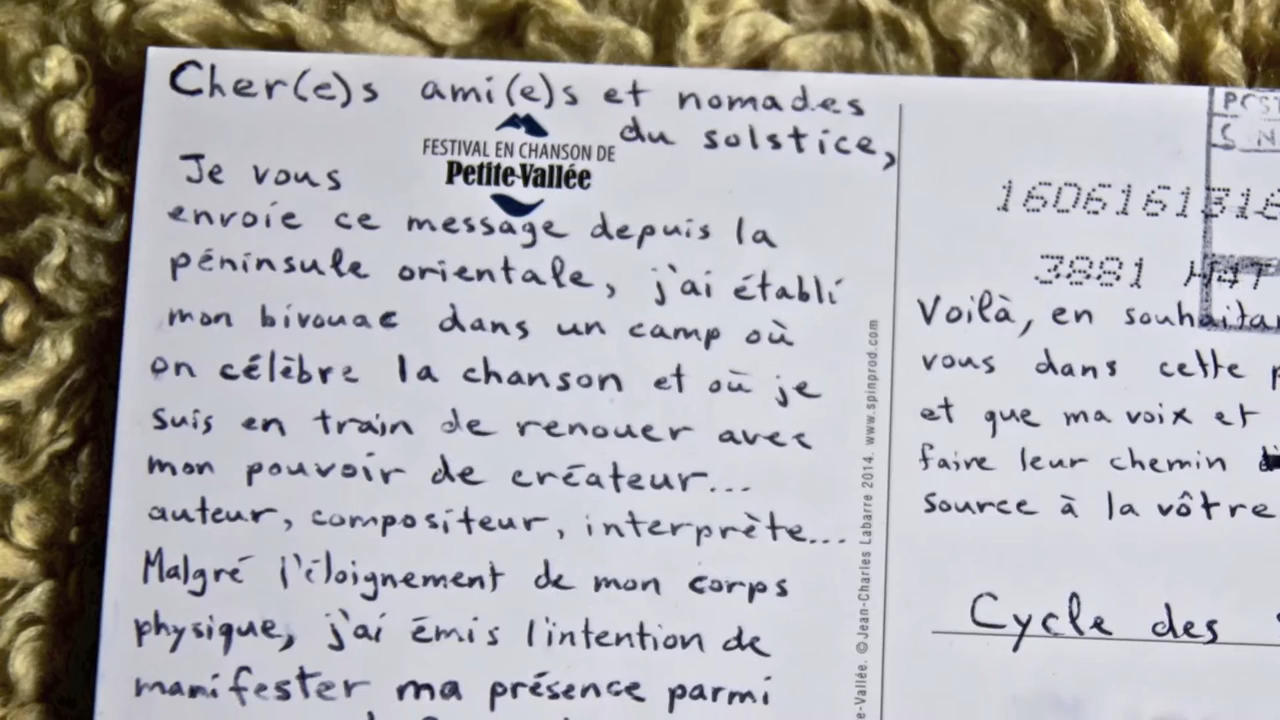 Cher(e)s ami(e)s et nomades
du solstice,
FESTIVAL EN CHANSON DE
Petite-Vallée
Je vous
envoie ce message depuis la
péninsule orientale, j'ai établi
mon bivouac dans un camp où
on célèbre la chanson et où je
suis en train de renouer avec
mon pouvoir de créateur...
auteur, compositeur, interprète...
Malgré l'éloignement de mon corps
physique, j'ai émis l'intention de
manifester ma présence parmi
e-Vallée. ©Jean-Charles Labarre 2014. www.spinprod.com
16061613
3881 H4T
Voilà, en souhaitan
vous dans cette p
et que ma voix et
faire leur chemin
source à la vôtre
Cycle des